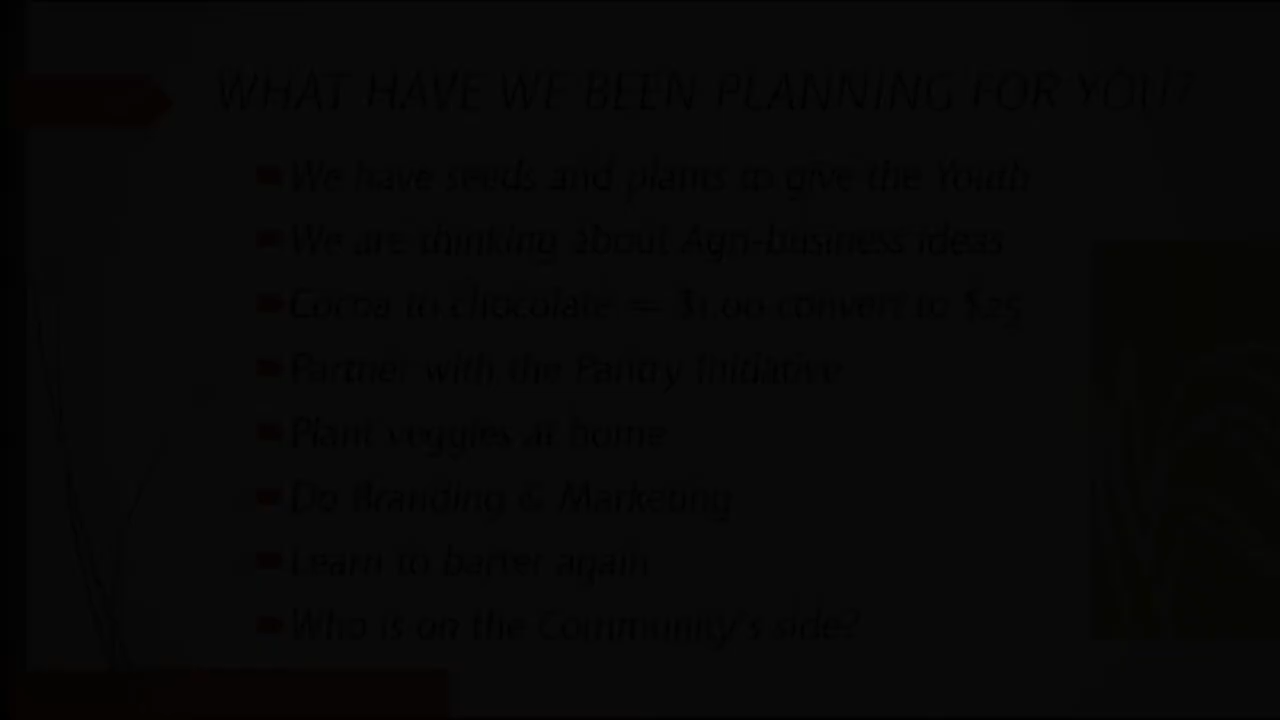 WHAT HAVE WE BEEN PLANNING FOR YOU?
We have seeds and plants to give the Youth
We are thinking about Agri-business ideas
Cocoa to chocolate = $1.00 convert to $25
Partner with the Pantry Initiative
Plant veggies at home
Do Branding & Marketing
Learn to barter again
Who is on the Community's side?